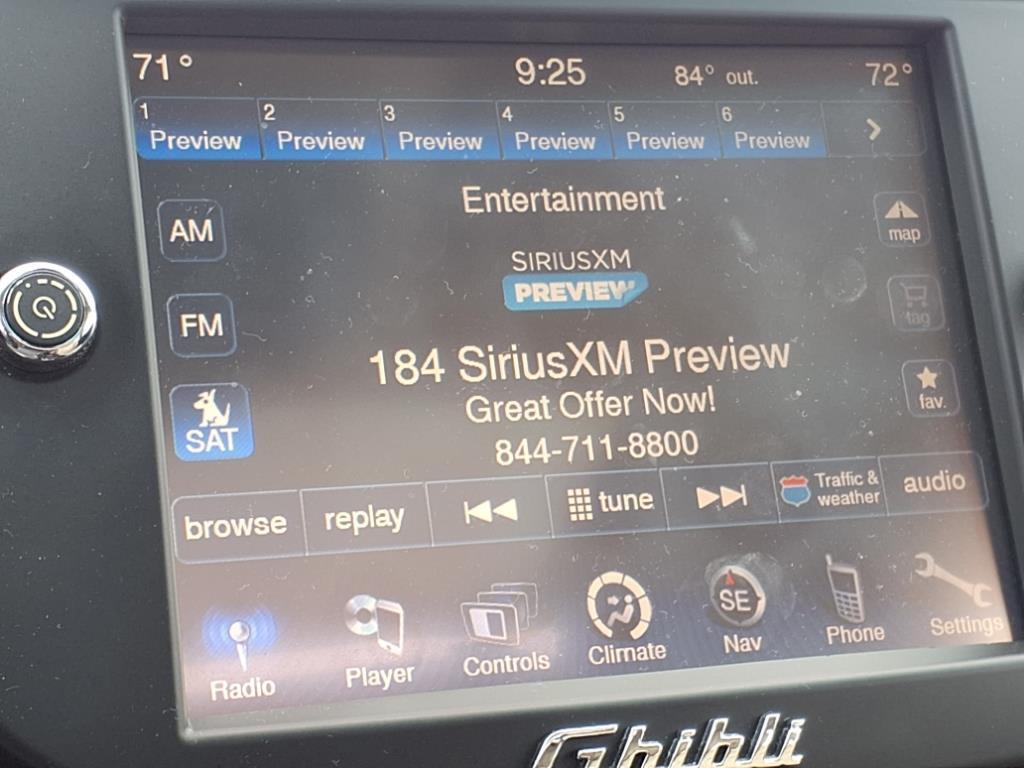 71° 9:25 84° out. 72°
1 2 3 4 5 6
Preview Preview Preview Preview Preview Preview >
Entertainment
AM
map
SIRIUSXM
PREVIEW
tag
FM
184 SiriusXM Preview
Great Offer Now!
fav.
SAT
844-711-8800
browse replay tune Traffic & weather audio
SE
Radio Player Controls Climate Nav Phone Settings
Ghibli